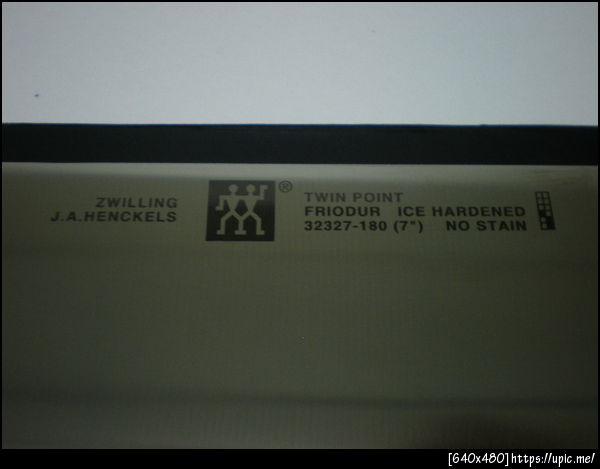 ZWILLING
J.A.HENCKELS
®
TWIN POINT
FRIODUR ICE HARDENED
32327-180 (7") NO STAIN
[640x480]https://upic.me/